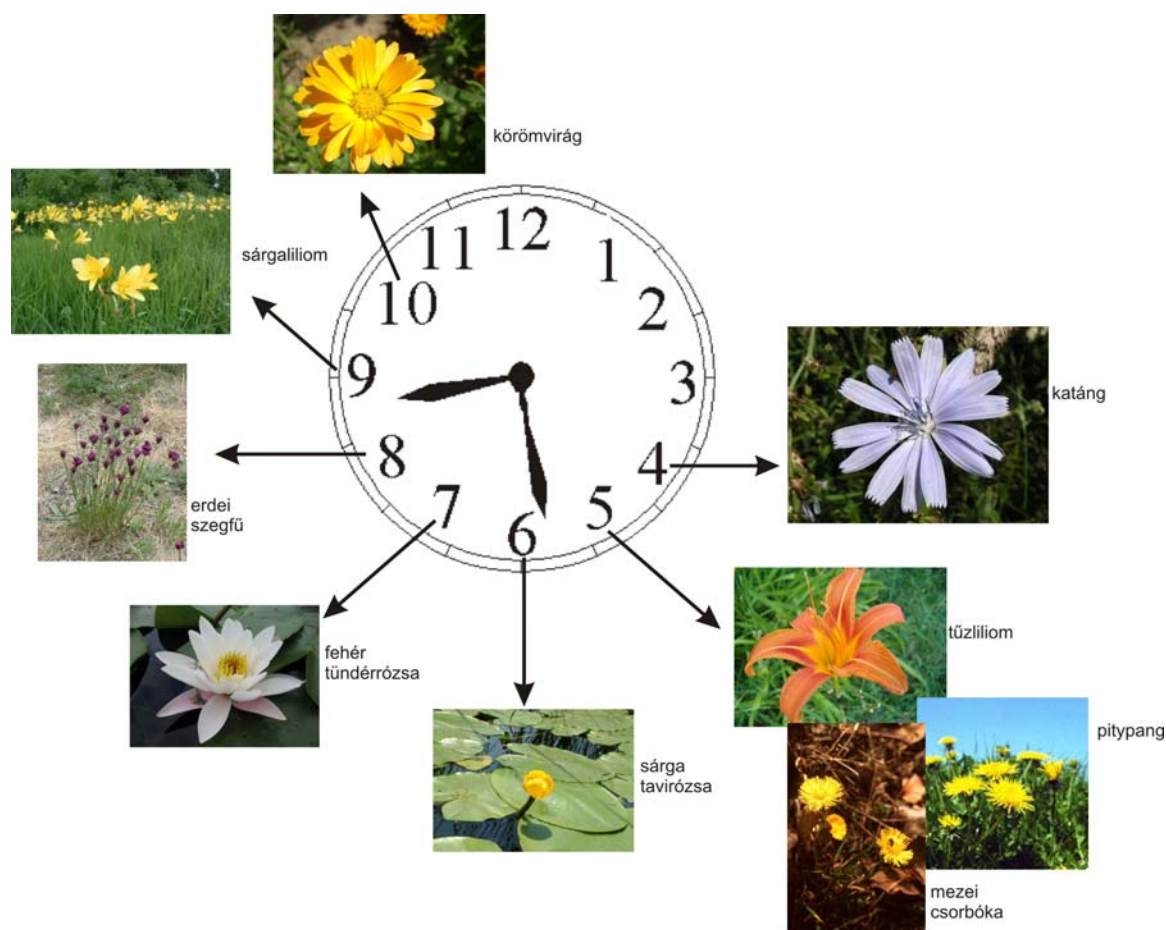 körömvirág
sárgaliliom
12
11
1
10
2
9
3
katáng
8
4
erdei
szegfű
7
5
6
fehér
tündérrózsa
tűzliliom
sárga
tavirózsa
pitypang
mezei
csorbóka